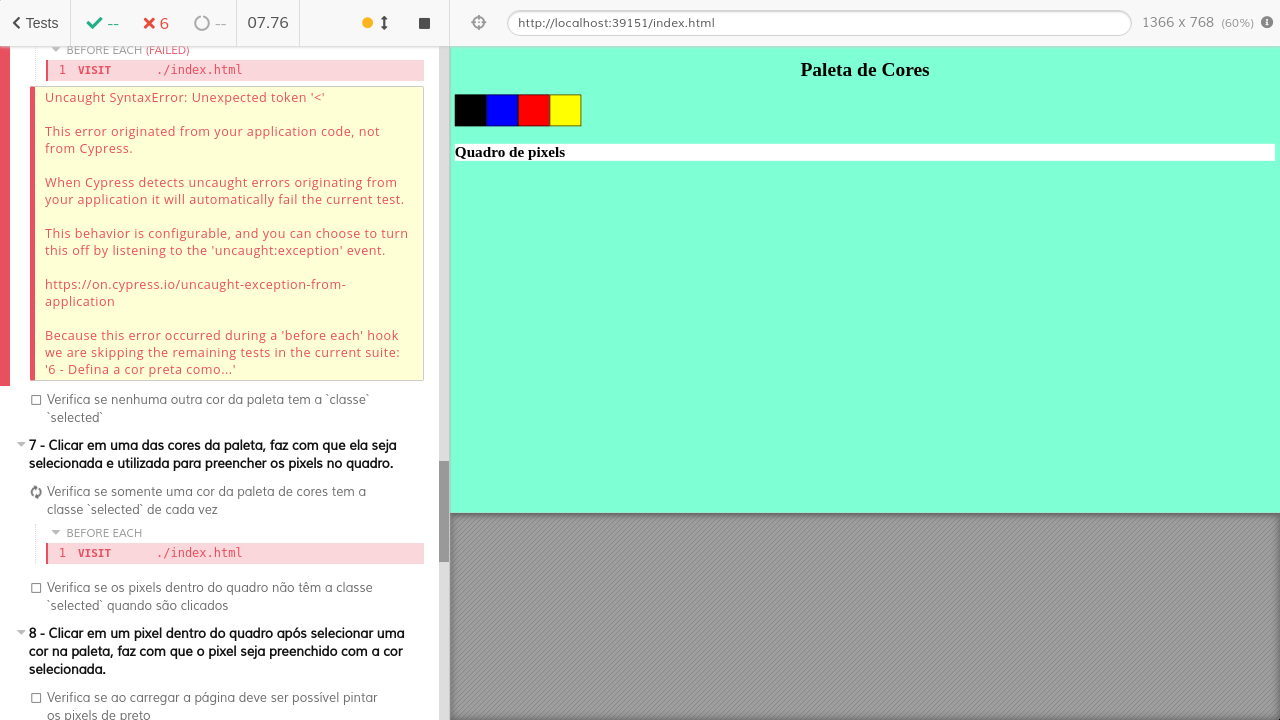 Tests
--
6
--
07.76
http://localhost:39151/index.html
1366 x 768 (60%)
BEFORE EACH (FAILED)
1 VISIT ./index.html
Uncaught SyntaxError: Unexpected token '<'
This error originated from your application code, not
from Cypress.
When Cypress detects uncaught errors originating from
your application it will automatically fail the current test.
This behavior is configurable, and you can choose to turn
this off by listening to the 'uncaught:exception' event.
https://on.cypress.io/uncaught-exception-from-
application
Because this error occurred during a 'before each' hook
we are skipping the remaining tests in the current suite:
'6 - Defina a cor preta como...'
Verifica se nenhuma outra cor da paleta tem a `classe`
`selected`
7 - Clicar em uma das cores da paleta, faz com que ela seja
selecionada e utilizada para preencher os pixels no quadro.
Verifica se somente uma cor da paleta de cores tem a
classe `selected` de cada vez
BEFORE EACH
1 VISIT ./index.html
Verifica se os pixels dentro do quadro não têm a classe
`selected` quando são clicados
8 - Clicar em um pixel dentro do quadro após selecionar uma
cor na paleta, faz com que o pixel seja preenchido com a cor
selecionada.
Verifica se ao carregar a página deve ser possível pintar
os pixels de preto
Paleta de Cores
Quadro de pixels